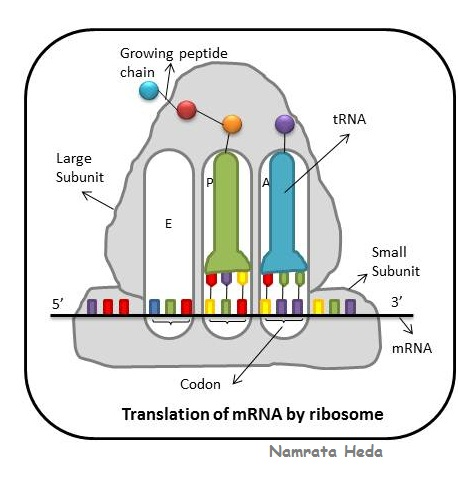 Growing peptide
chain
tRNA
Large
Subunit
P
A
E
Small
Subunit
5’
3’
mRNA
Codon
Translation of mRNA by ribosome
Namrata Heda